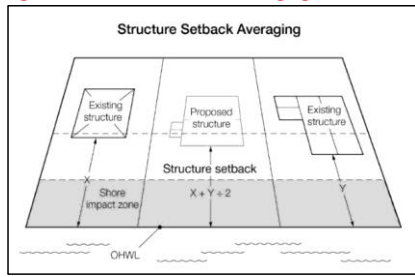 Structure Setback Averaging
Existing
structure
Proposed
structure
Existing
structure
Structure setback
X
Shore
impact zone
X + Y ÷ 2
Y
OHWL